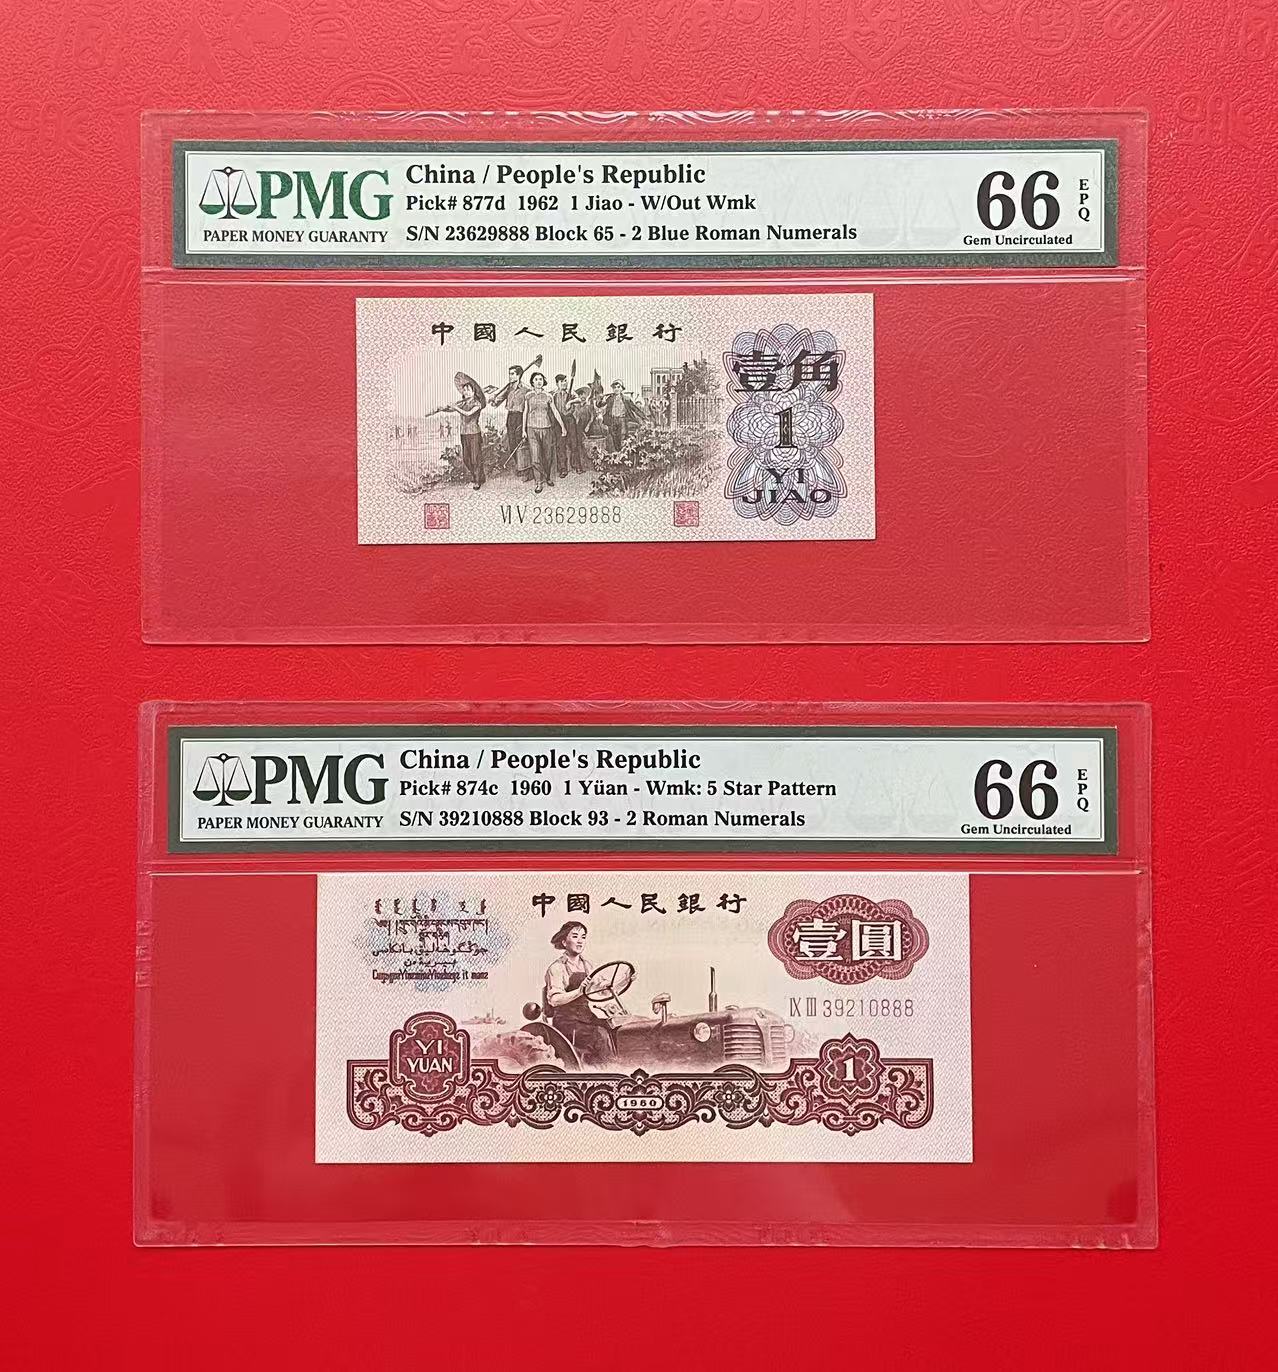 PMG
PAPER MONEY GUARANTY
China / People's Republic
Pick# 877d 1962 1 Jiao - W/Out Wmk
S/N 23629888 Block 65 - 2 Blue Roman Numerals
66
EPQ
Gem Uncirculated
中國人民銀行
壹角
1
YI
JIAO
VI V 23629888
PMG
PAPER MONEY GUARANTY
China / People's Republic
Pick# 874c 1960 1 Yüan - Wmk: 5 Star Pattern
S/N 39210888 Block 93 - 2 Roman Numerals
66
EPQ
Gem Uncirculated
中國人民銀行
壹圓
IX III 39210888
YI
YUAN
1
1960